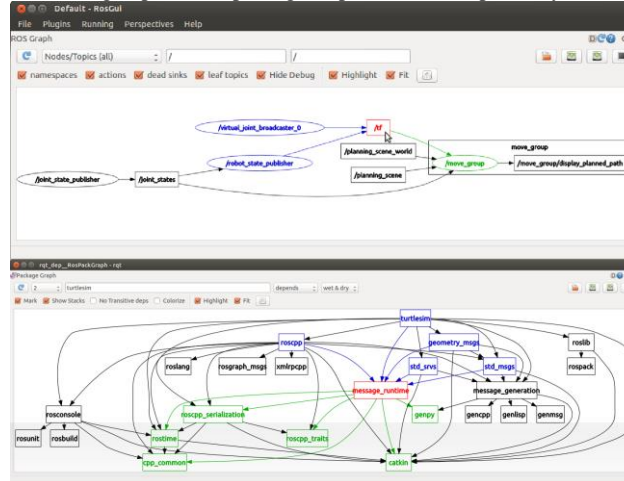 Default - RosGui
File Plugins Running Perspectives Help
ROS Graph
Nodes/Topics (all) / /
namespaces actions dead sinks leaf topics Hide Debug Highlight Fit
/virtual_joint_broadcaster_0
/tf
/planning_scene_world
move_group
/robot_state_publisher
/move_group
/move_group/display_planned_path
/joint_state_publisher
/joint_states
/planning_scene
rqt_dep__RosPackGraph - rqt
Package Graph
2 turtlesim depends wet & dry
Mark Show Stacks No Transitive deps Colorize Highlight Fit
turtlesim
roscpp
geometry_msgs
roslib
roslang
rosgraph_msgs
xmlrpcpp
std_srvs
std_msgs
rospack
message_runtime
message_generation
rosconsole
roscpp_serialization
genpy
gencpp
genlisp
genmsg
rosunit
rosbuild
rostime
roscpp_traits
cpp_common
catkin